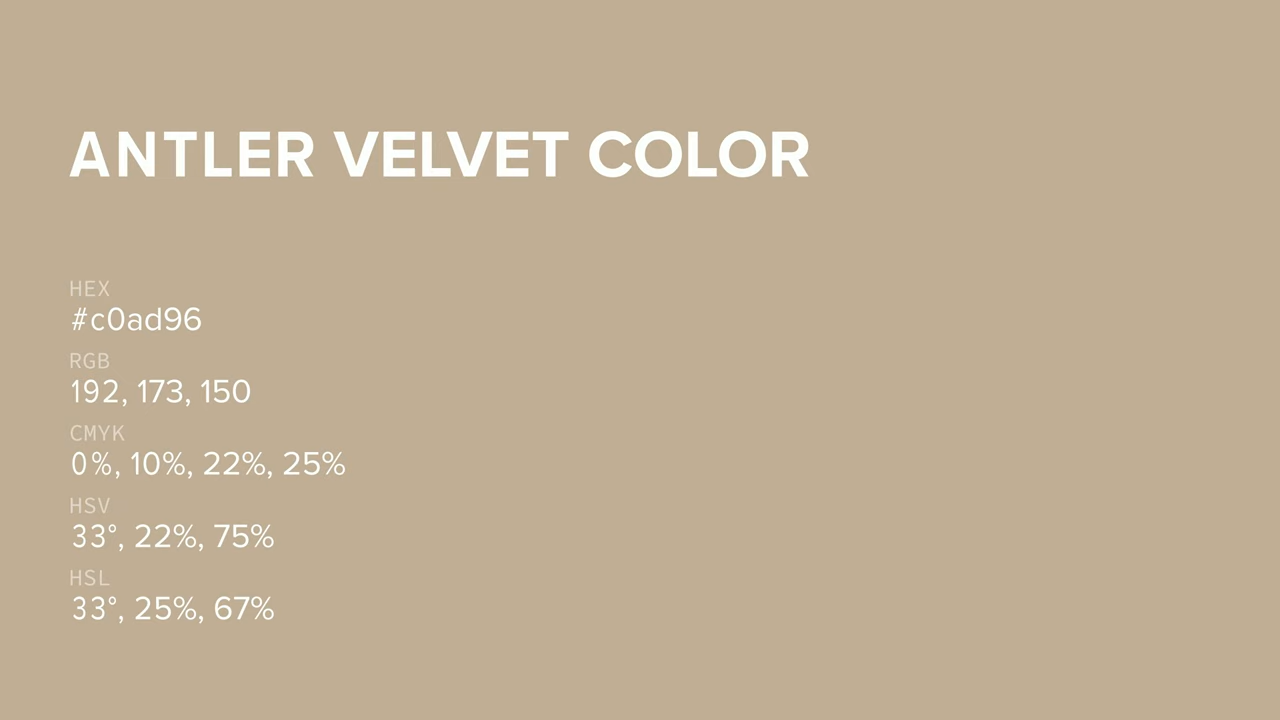 ANTLER VELVET COLOR
HEX
#c0ad96
RGB
192, 173, 150
CMYK
0%, 10%, 22%, 25%
HSV
33°, 22%, 75%
HSL
33°, 25%, 67%